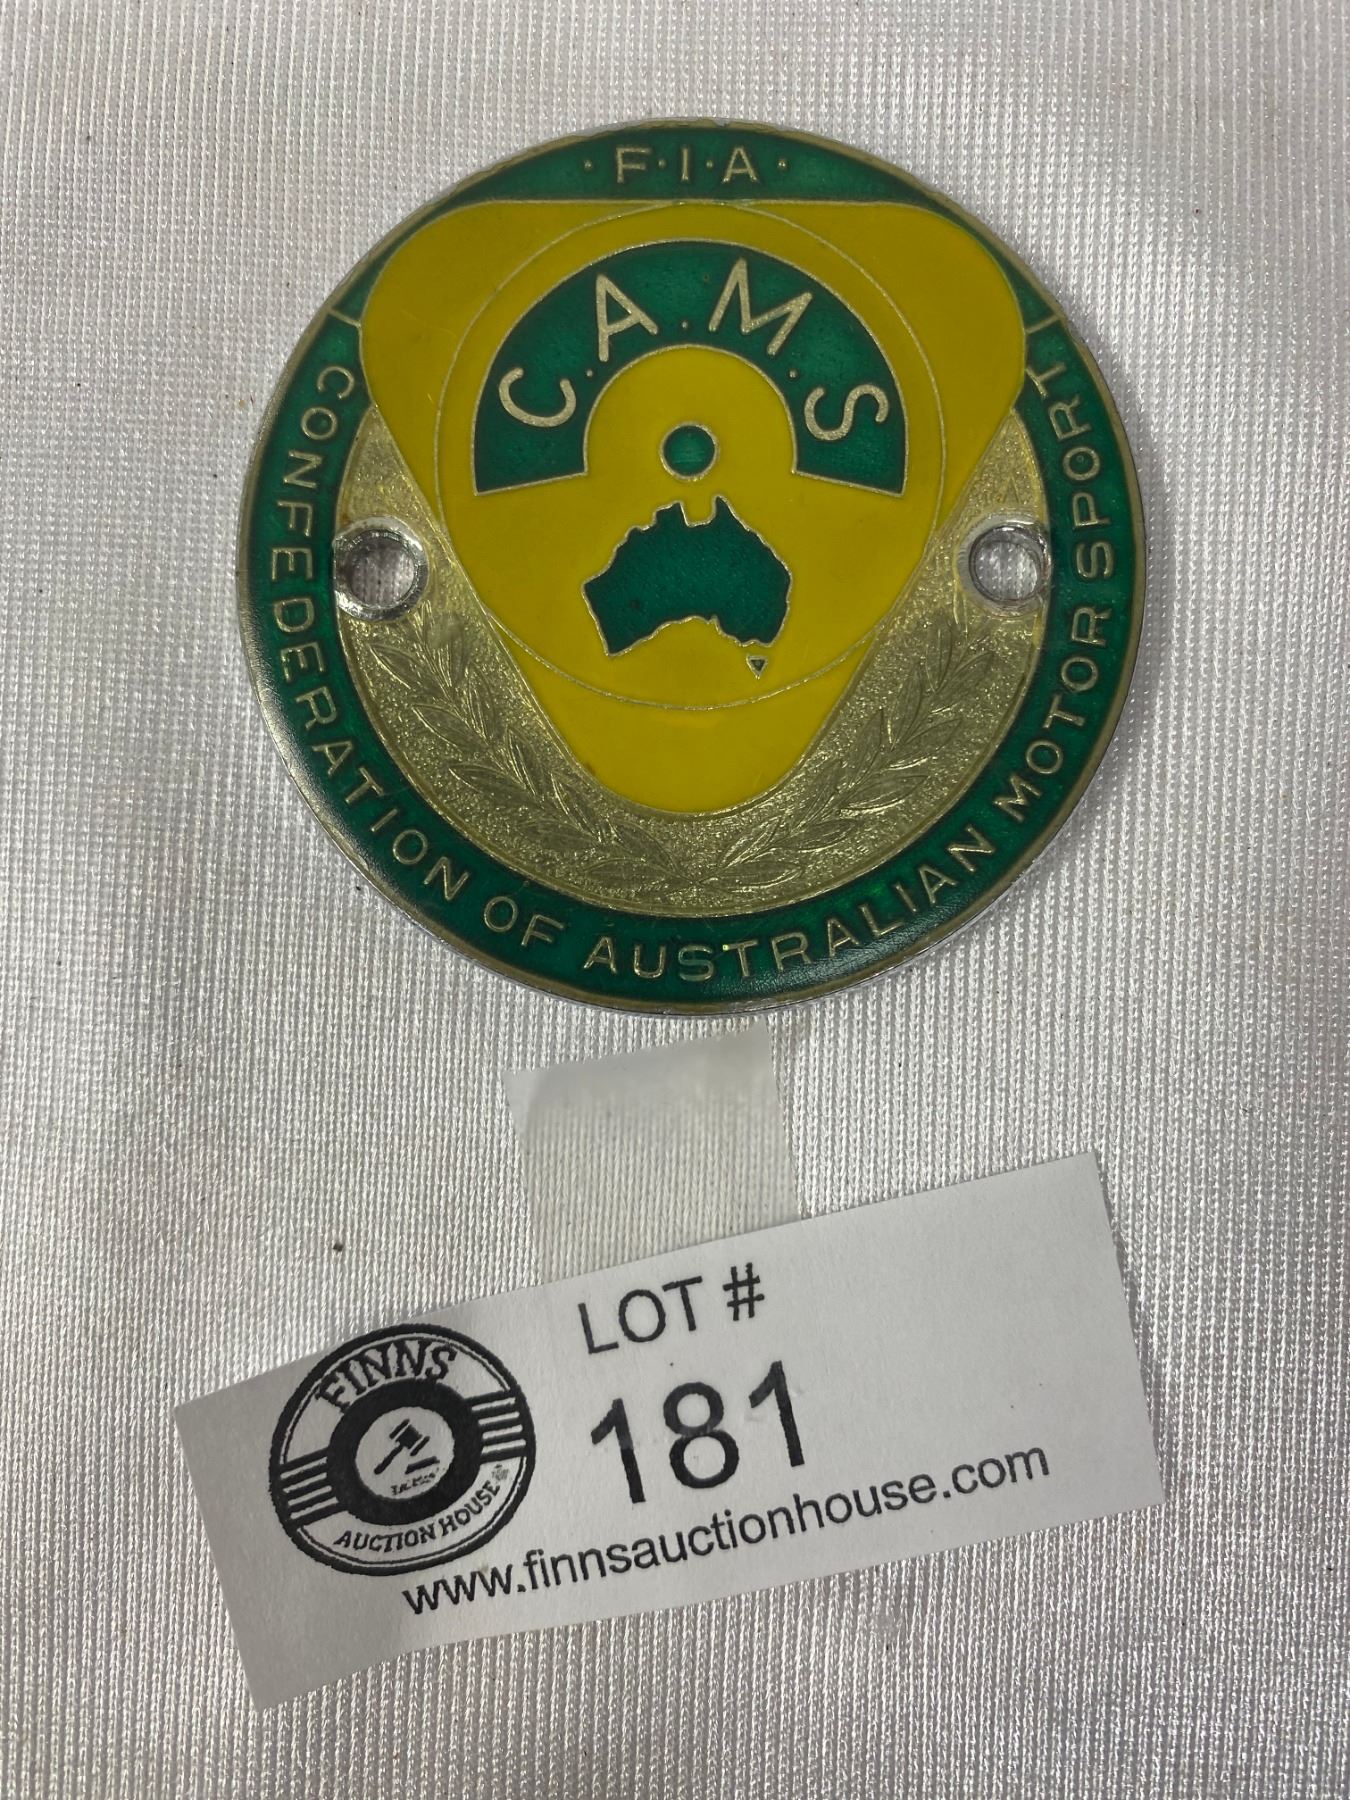 ·F·I·A·
C·A·M·S
CONFEDERATION OF AUSTRALIAN MOTOR SPORT
LOT #
FINNS
181
AUCTION HOUSE
www.finnsauctionhouse.com